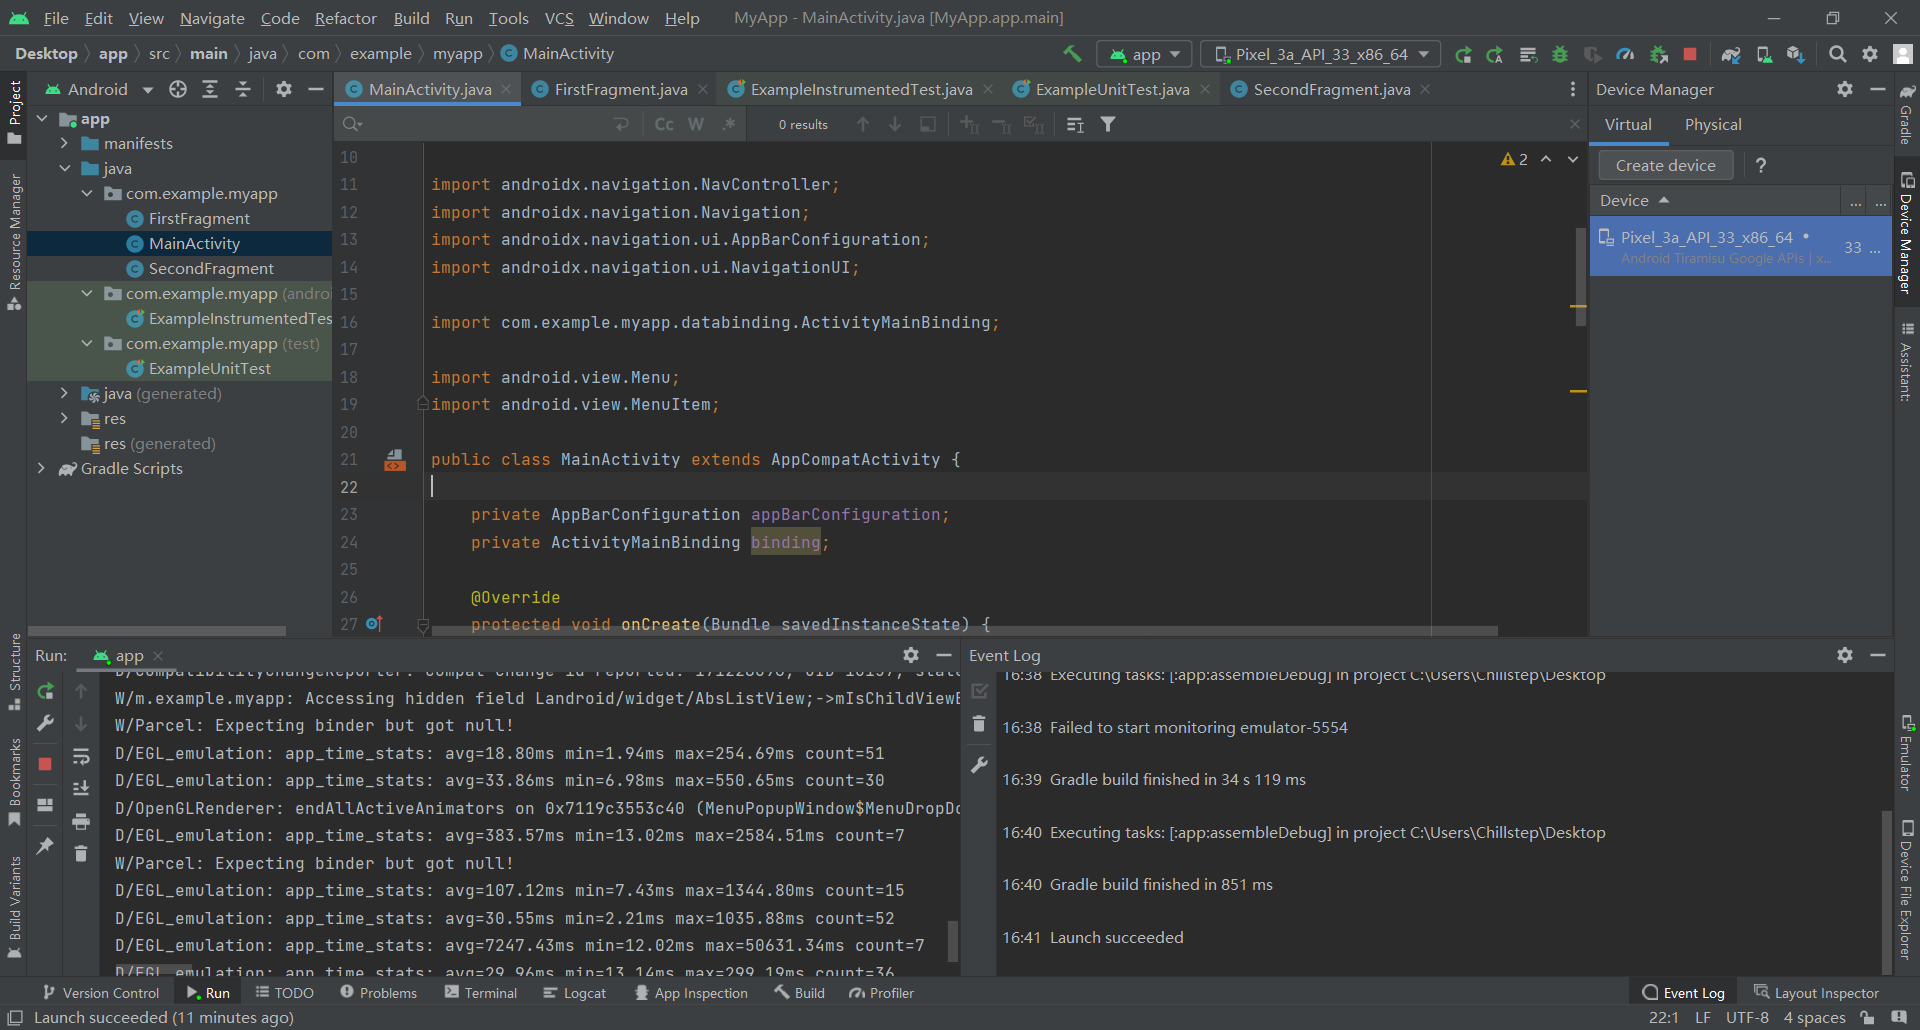 File Edit View Navigate Code Refactor Build Run Tools VCS Window Help MyApp - MainActivity.java [MyApp.app.main]
Desktop app src main java com example myapp MainActivity app Pixel_3a_API_33_x86_64
Project
Resource Manager
Structure
Bookmarks
Build Variants
Android
app
manifests
java
com.example.myapp
FirstFragment
MainActivity
SecondFragment
com.example.myapp (androi
ExampleInstrumentedTes
com.example.myapp (test)
ExampleUnitTest
java (generated)
res
res (generated)
Gradle Scripts
MainActivity.java FirstFragment.java ExampleInstrumentedTest.java ExampleUnitTest.java SecondFragment.java
Cc W .* 0 results
2
10
11 import androidx.navigation.NavController;
12 import androidx.navigation.Navigation;
13 import androidx.navigation.ui.AppBarConfiguration;
14 import androidx.navigation.ui.NavigationUI;
15
16 import com.example.myapp.databinding.ActivityMainBinding;
17
18 import android.view.Menu;
19 import android.view.MenuItem;
20
21 public class MainActivity extends AppCompatActivity {
22
23 private AppBarConfiguration appBarConfiguration;
24 private ActivityMainBinding binding;
25
26 @Override
27 protected void onCreate(Bundle savedInstanceState) {
Device Manager
Virtual Physical
Create device ?
Device ... ...
Pixel_3a_API_33_x86_64 33 ...
Android Tiramisu Google APIs | x...
Gradle
Device Manager
Assistant:
Emulator
Device File Explorer
Run: app
W/m.example.myapp: Accessing hidden field Landroid/widget/AbsListView;->mIsChildViewE
W/Parcel: Expecting binder but got null!
D/EGL_emulation: app_time_stats: avg=18.80ms min=1.94ms max=254.69ms count=51
D/EGL_emulation: app_time_stats: avg=33.86ms min=6.98ms max=550.65ms count=30
D/OpenGLRenderer: endAllActiveAnimators on 0x7119c3553c40 (MenuPopupWindow$MenuDropDo
D/EGL_emulation: app_time_stats: avg=383.57ms min=13.02ms max=2584.51ms count=7
W/Parcel: Expecting binder but got null!
D/EGL_emulation: app_time_stats: avg=107.12ms min=7.43ms max=1344.80ms count=15
D/EGL_emulation: app_time_stats: avg=30.55ms min=2.21ms max=1035.88ms count=52
D/EGL_emulation: app_time_stats: avg=7247.43ms min=12.02ms max=50631.34ms count=7
D/EGL_emulation: app_time_stats: avg=29.96ms min=13.14ms max=299.19ms count=36
Event Log
16:38 Executing tasks: [:app:assembleDebug] in project C:\Users\Chillstep\Desktop
16:38 Failed to start monitoring emulator-5554
16:39 Gradle build finished in 34 s 119 ms
16:40 Executing tasks: [:app:assembleDebug] in project C:\Users\Chillstep\Desktop
16:40 Gradle build finished in 851 ms
16:41 Launch succeeded
Version Control Run TODO Problems Terminal Logcat App Inspection Build Profiler Event Log Layout Inspector
Launch succeeded (11 minutes ago) 22:1 LF UTF-8 4 spaces